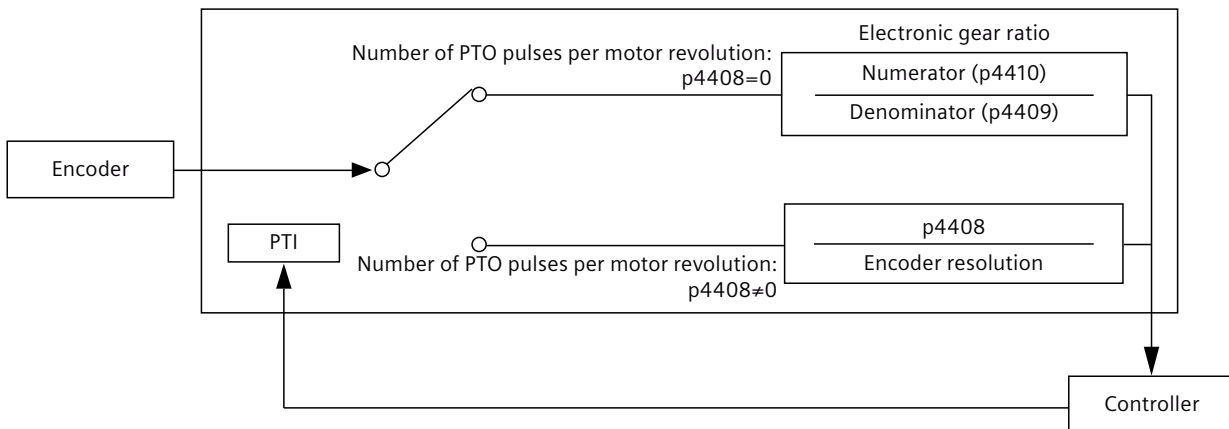 Electronic gear ratio
Number of PTO pulses per motor revolution:
p4408=0
Numerator (p4410)
Denominator (p4409)
Encoder
PTI
Number of PTO pulses per motor revolution:
p4408≠0
p4408
Encoder resolution
Controller